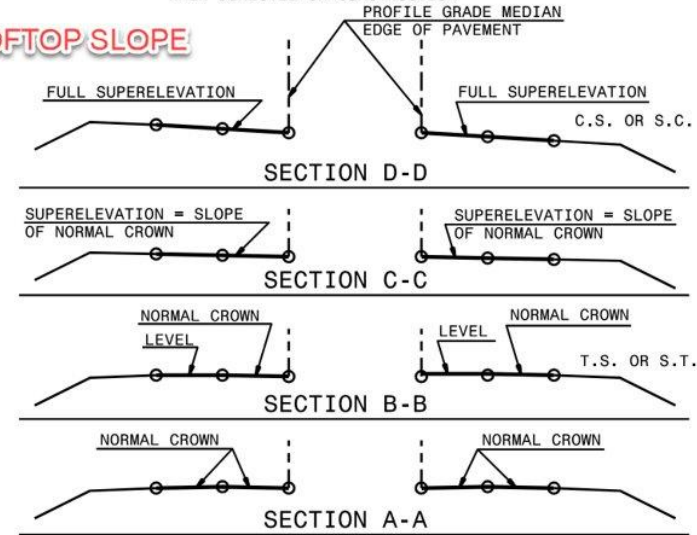 PROFILE GRADE MEDIAN
EDGE OF PAVEMENT
SLOPE
FULL SUPERELEVATION
FULL SUPERELEVATION
C.S. OR S.C.
SECTION D-D
SUPERELEVATION = SLOPE
OF NORMAL CROWN
SUPERELEVATION = SLOPE
OF NORMAL CROWN
SECTION C-C
NORMAL CROWN
LEVEL
NORMAL CROWN
LEVEL
T.S. OR S.T.
SECTION B-B
NORMAL CROWN
NORMAL CROWN
SECTION A-A